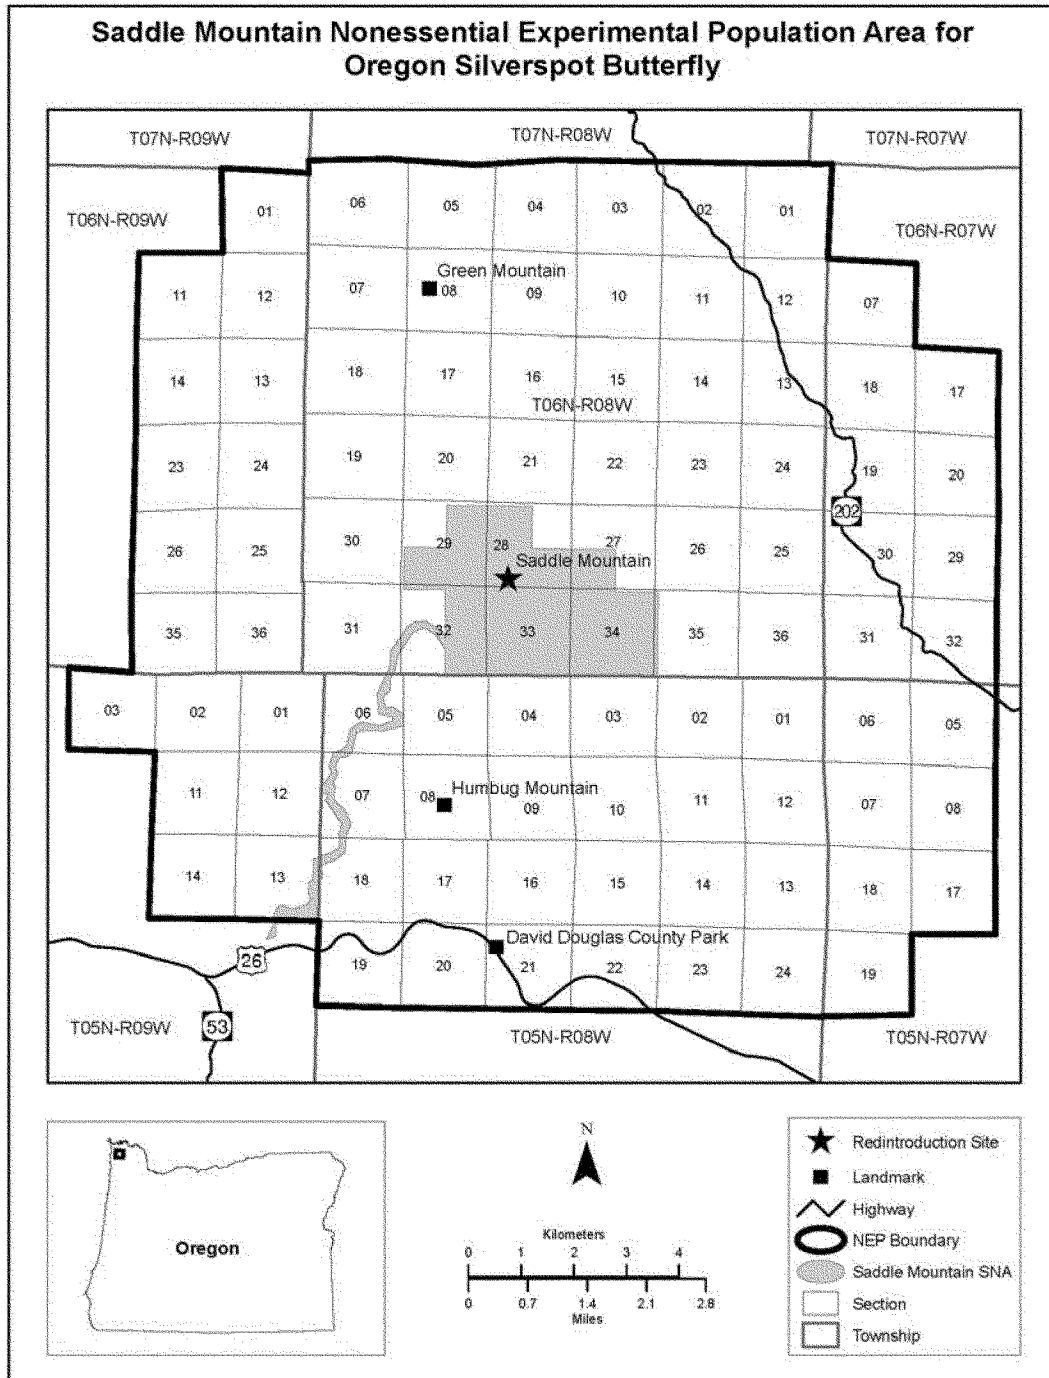 Saddle Mountain Nonessential Experimental Population Area for
Oregon Silverspot Butterfly
T07N-R09W T07N-R08W T07N-R07W
T06N-R09W 01 06 05 04 03 02 01 T06N-R07W
Green Mountain
11 12 07 08 09 10 11 12 07
14 13 18 17 16 15 14 13 18 17
T06N-R08W
23 24 19 20 21 22 23 24 19 20
202
26 25 30 29 28 27 26 25 30 29
Saddle Mountain
35 36 31 32 33 34 35 36 31 32
03 02 01 06 05 04 03 02 01 06 05
Humbug Mountain
11 12 07 08 09 10 11 12 07 08
14 13 18 17 16 15 14 13 18 17
David Douglas County Park
26 19 20 21 22 23 24 19
53
T05N-R09W T05N-R08W T05N-R07W
Oregon
N
Kilometers
0 1 2 3 4
0 0.7 1.4 2.1 2.8
Miles
Redintroduction Site
Landmark
Highway
NEP Boundary
Saddle Mountain SNA
Section
Township